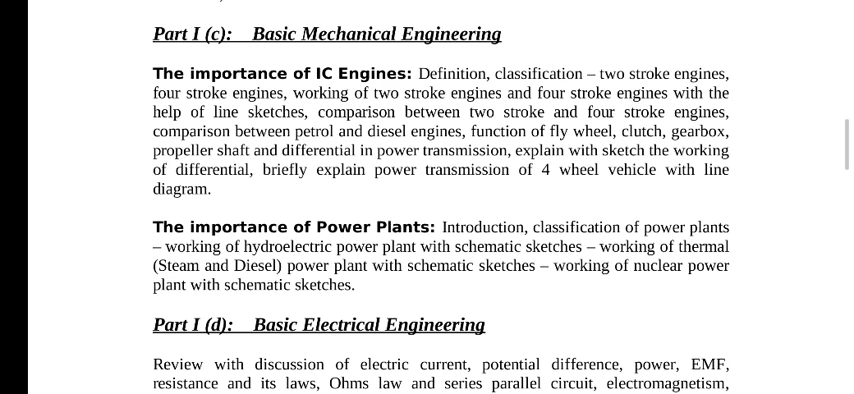 Part I (c): Basic Mechanical Engineering
The importance of IC Engines: Definition, classification – two stroke engines,
four stroke engines, working of two stroke engines and four stroke engines with the
help of line sketches, comparison between two stroke and four stroke engines,
comparison between petrol and diesel engines, function of fly wheel, clutch, gearbox,
propeller shaft and differential in power transmission, explain with sketch the working
of differential, briefly explain power transmission of 4 wheel vehicle with line
diagram.
The importance of Power Plants: Introduction, classification of power plants
– working of hydroelectric power plant with schematic sketches – working of thermal
(Steam and Diesel) power plant with schematic sketches – working of nuclear power
plant with schematic sketches.
Part I (d): Basic Electrical Engineering
Review with discussion of electric current, potential difference, power, EMF,
resistance and its laws, Ohms law and series parallel circuit, electromagnetism,